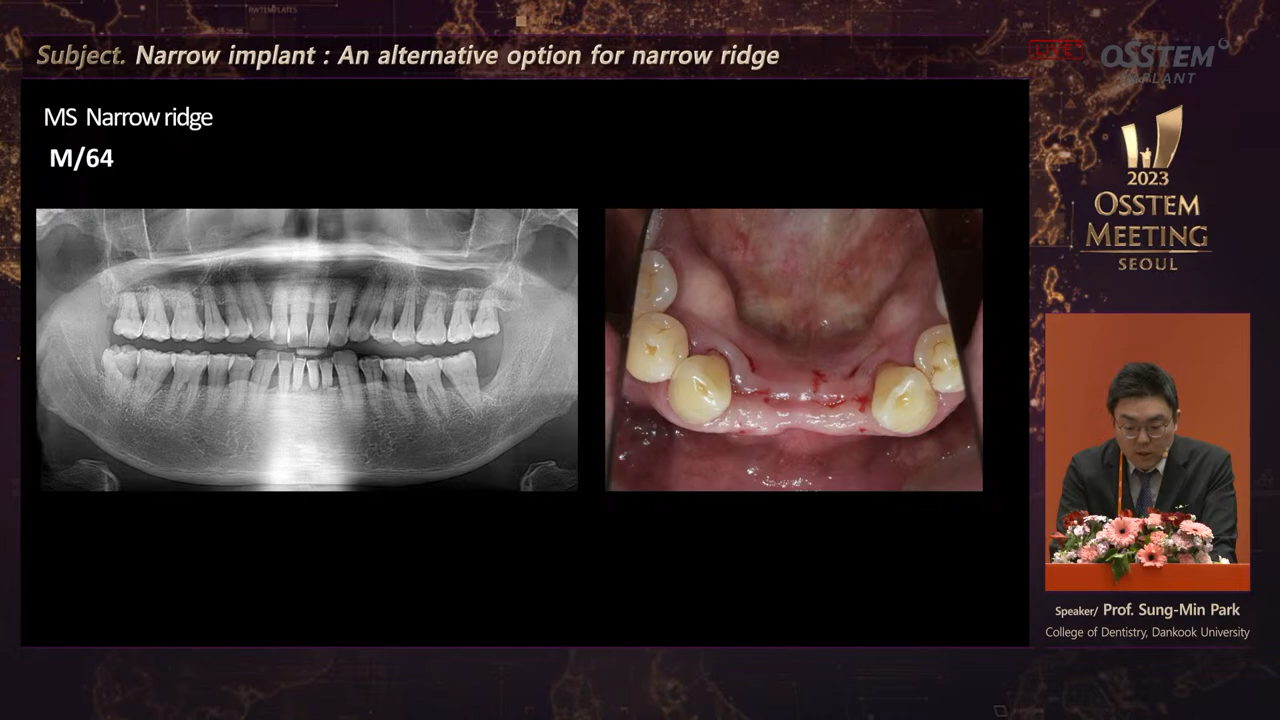 Subject. Narrow implant : An alternative option for narrow ridge
LIVE
OSSTEM
IMPLANT
MS Narrow ridge
M/64
2023
OSSTEM
MEETING
SEOUL
Speaker/ Prof. Sung-Min Park
College of Dentistry, Dankook University